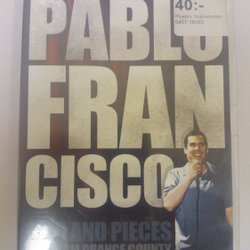 PABLO
40:-
FRAN
CISCO
AND PIECES
ORANGE COUNTY